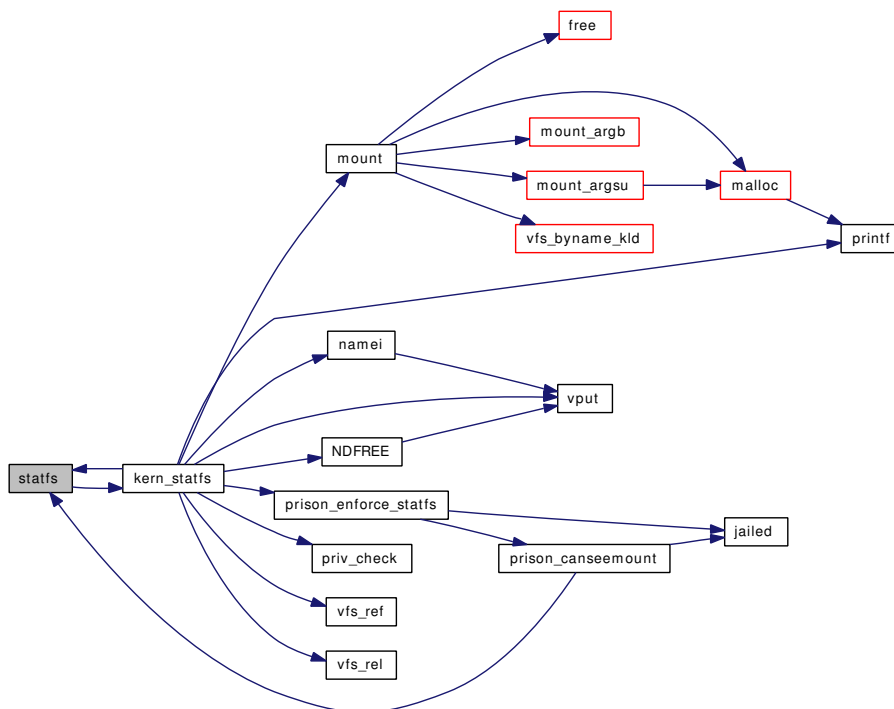 free
mount_argb
mount
mount_argsu
malloc
vfs_byname_kld
printf
namei
vput
NDFREE
statfs
kern_statfs
prison_enforce_statfs
jailed
priv_check
prison_canseemount
vfs_ref
vfs_rel